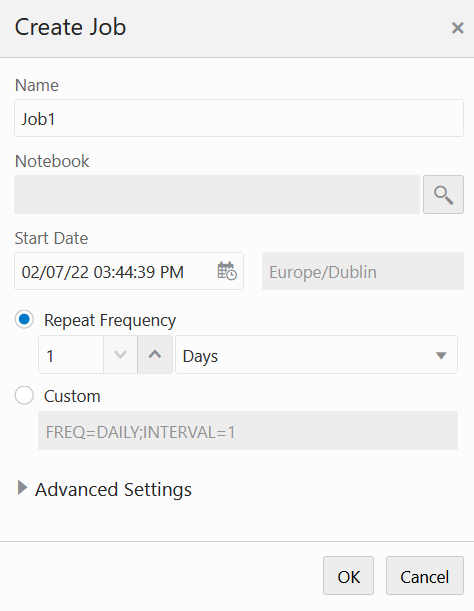 Create Job
Name
Job1
Notebook
Start Date
02/07/22 03:44:39 PM
Europe/Dublin
Repeat Frequency
1
Days
Custom
FREQ=DAILY;INTERVAL=1
Advanced Settings
OK
Cancel